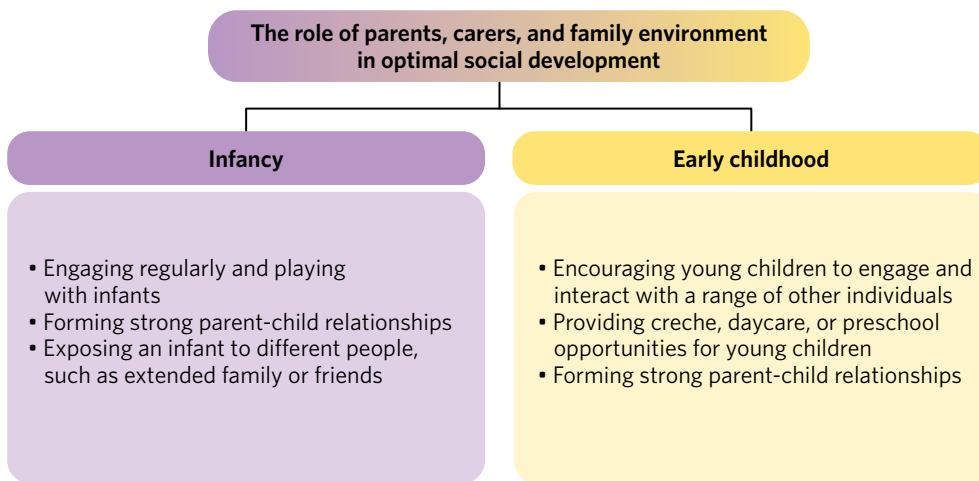 The role of parents, carers, and family environment
in optimal social development
Infancy
• Engaging regularly and playing
with infants
• Forming strong parent-child relationships
• Exposing an infant to different people,
such as extended family or friends
Early childhood
• Encouraging young children to engage and
interact with a range of other individuals
• Providing creche, daycare, or preschool
opportunities for young children
• Forming strong parent-child relationships